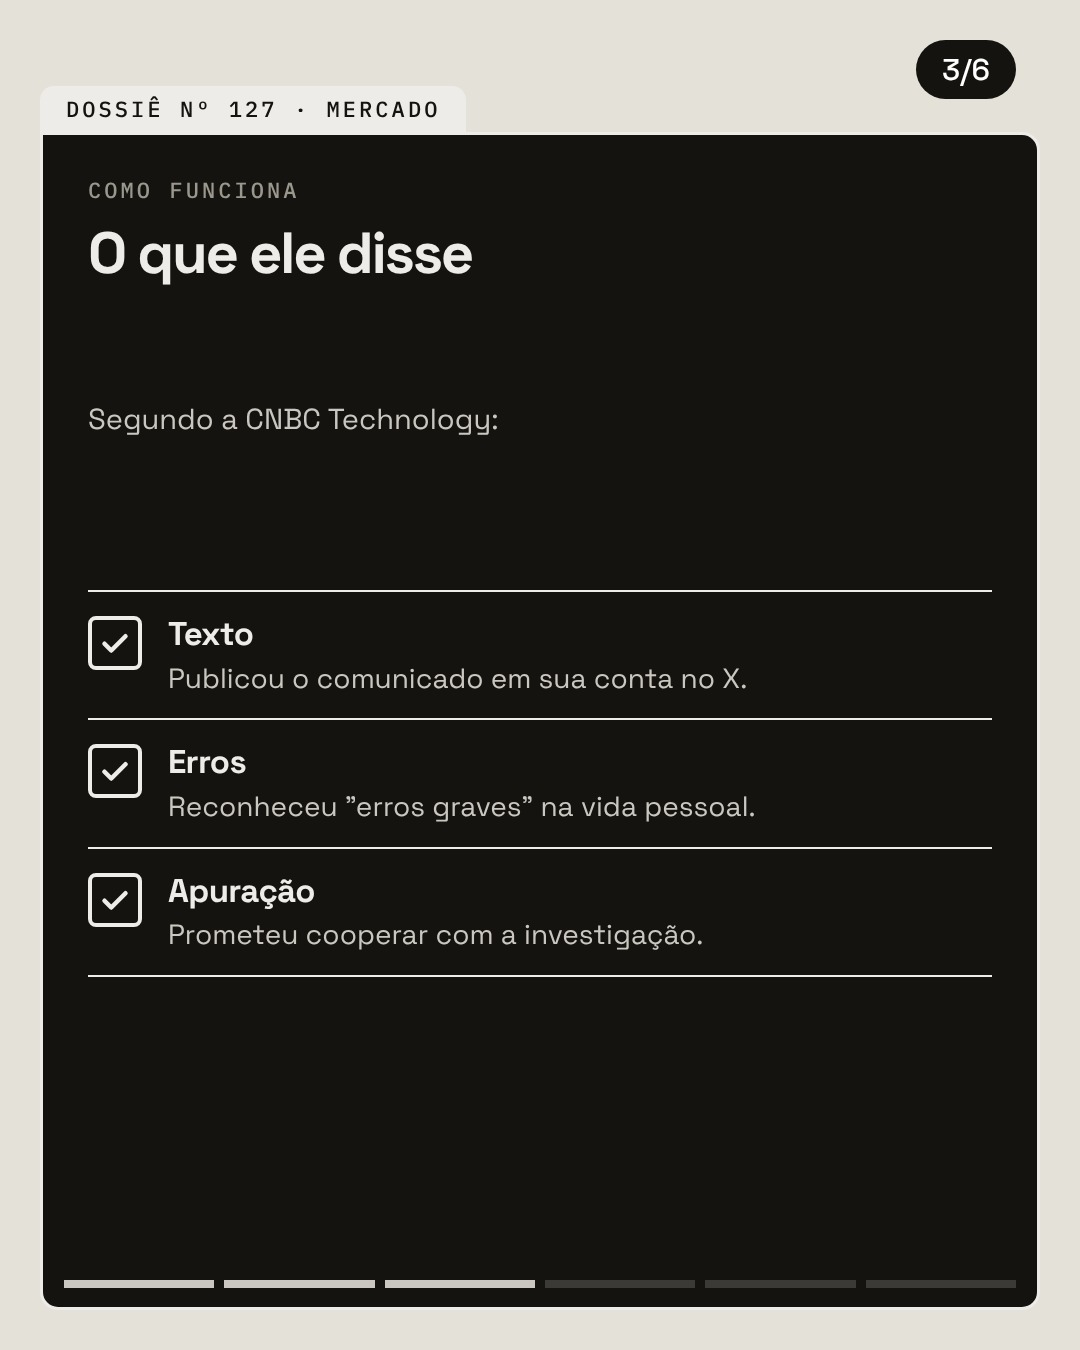 3/6
DOSSIÊ Nº 127 · MERCADO
COMO FUNCIONA
O que ele disse
Segundo a CNBC Technology:
Texto
Publicou o comunicado em sua conta no X.
Erros
Reconheceu ”erros graves” na vida pessoal.
Apuração
Prometeu cooperar com a investigação.